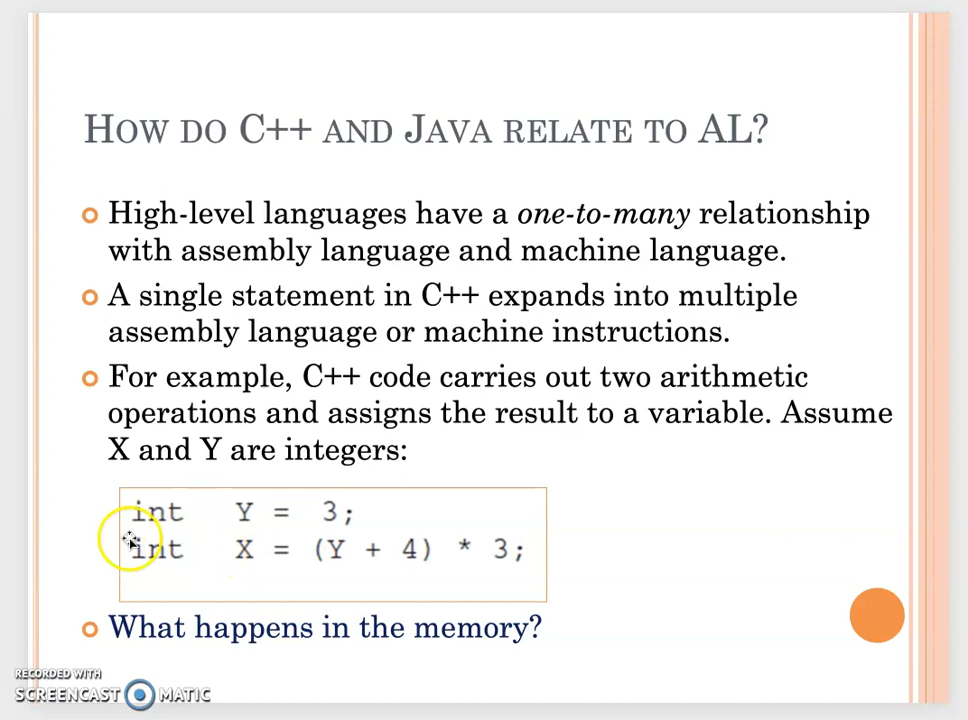 HOW DO C++ AND JAVA RELATE TO AL?
High-level languages have a one-to-many relationship
with assembly language and machine language.
A single statement in C++ expands into multiple
assembly language or machine instructions.
For example, C++ code carries out two arithmetic
operations and assigns the result to a variable. Assume
X and Y are integers:
int Y = 3;
int X = (Y + 4) * 3;
What happens in the memory?
RECORDED WITH
SCREENCAST MATIC